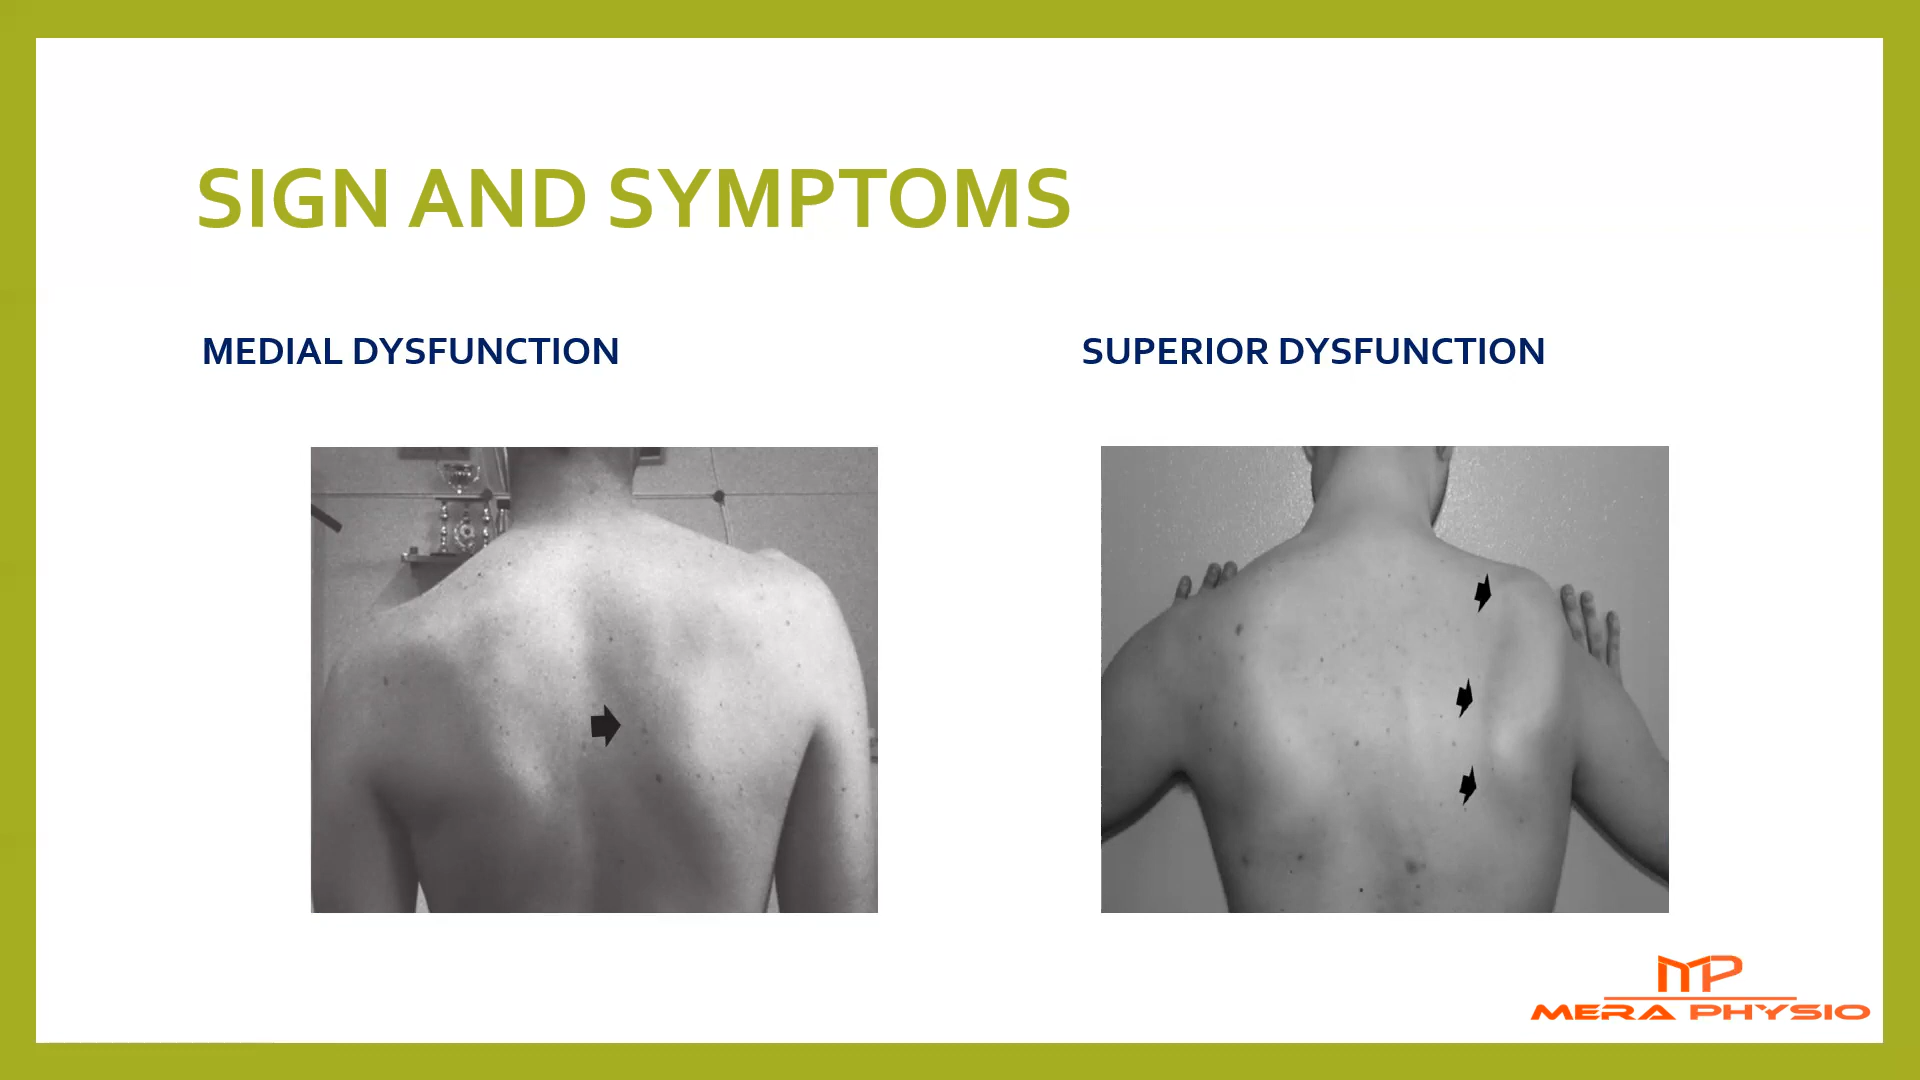 SIGN AND SYMPTOMS
MEDIAL DYSFUNCTION
SUPERIOR DYSFUNCTION
MP
MERA PHYSIO